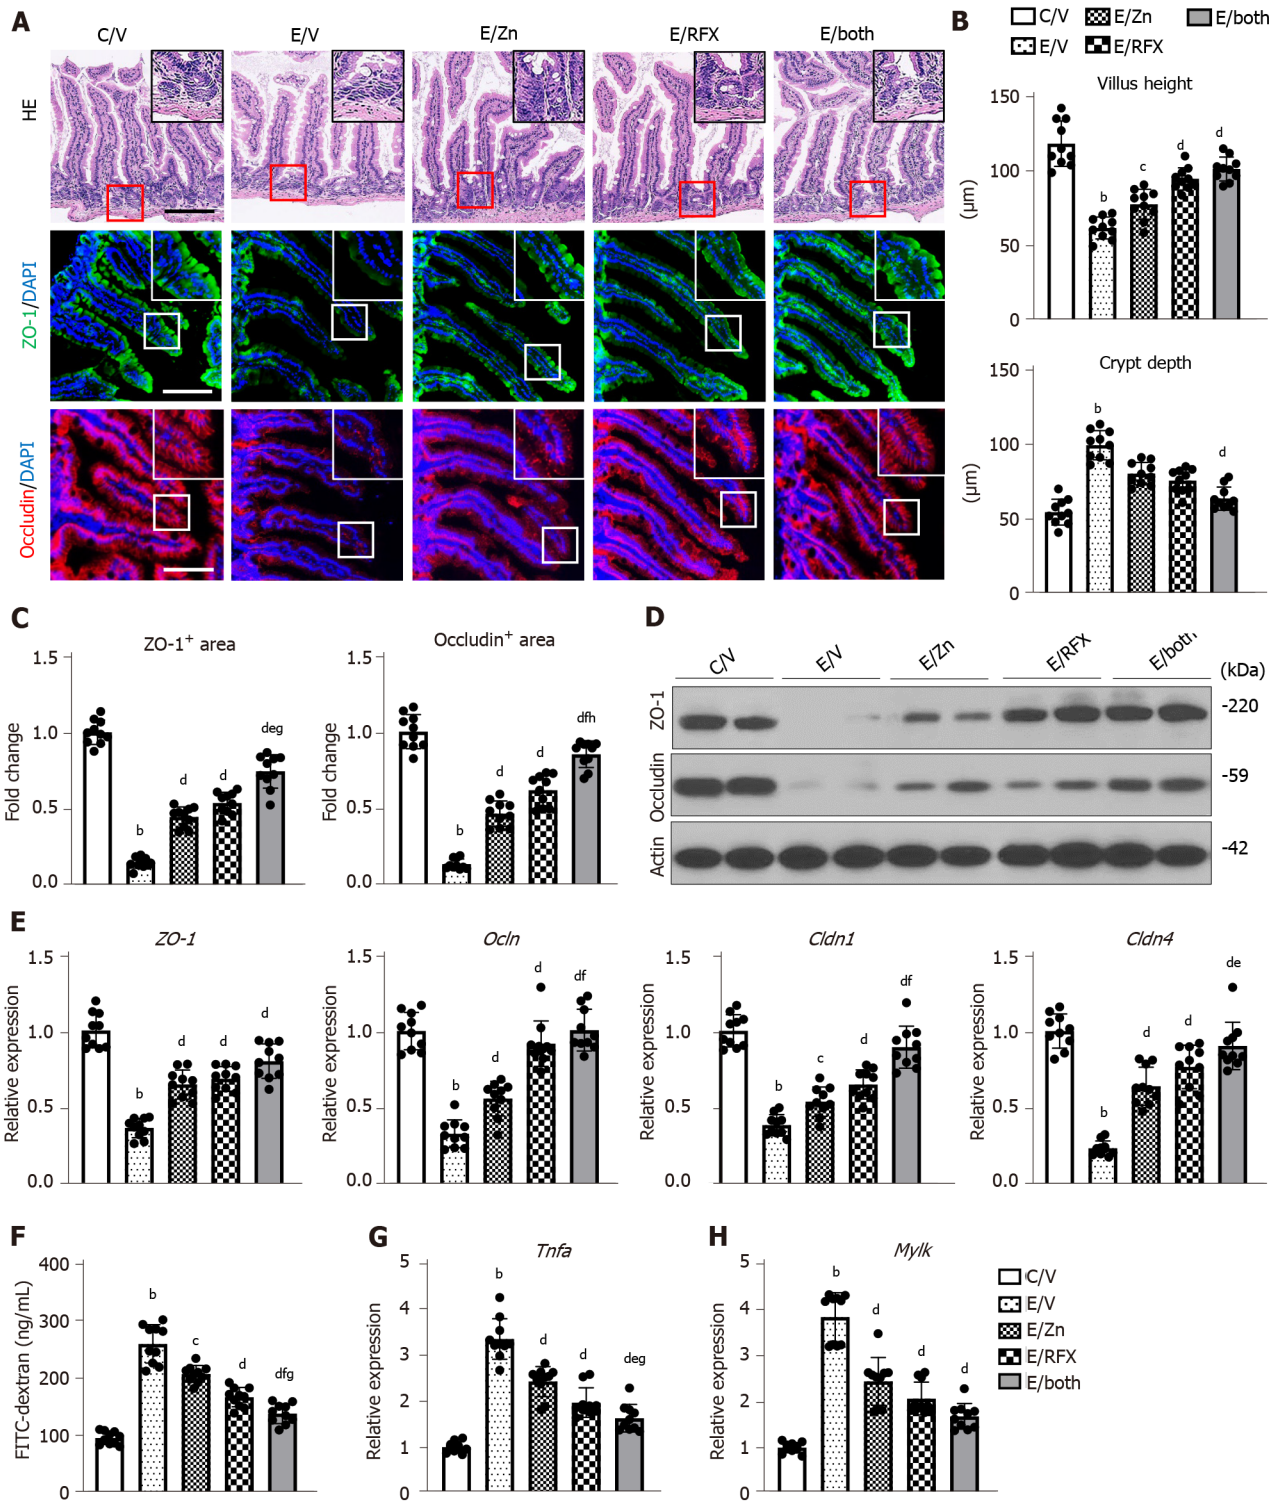 A
C/V
E/V
E/Zn
E/RFX
E/both
HE
ZO-1/DAPI
Occludin/DAPI
B
C/V
E/Zn
E/both
E/V
E/RFX
Villus height
150
100
50
0
(μm)
b
c
d
d
Crypt depth
150
100
50
0
(μm)
b
d
C
ZO-1+ area
1.5
1.0
0.5
0.0
Fold change
b
d
d
deg
Occludin+ area
1.5
1.0
0.5
0.0
Fold change
b
d
d
dfh
D
C/V
E/V
E/Zn
E/RFX
E/both
(kDa)
ZO-1
-220
Occludin
-59
Actin
-42
E
ZO-1
1.5
1.0
0.5
0.0
Relative expression
b
d
d
d
Ocln
1.5
1.0
0.5
0.0
Relative expression
b
d
d
df
Cldn1
1.5
1.0
0.5
0.0
Relative expression
b
c
d
df
Cldn4
1.5
1.0
0.5
0.0
Relative expression
b
d
d
de
F
400
300
200
100
0
FITC-dextran (ng/mL)
b
c
d
dfg
G
Tnfa
5
4
3
2
1
0
Relative expression
b
d
d
deg
H
Mylk
5
4
3
2
1
0
Relative expression
b
d
d
d
C/V
E/V
E/Zn
E/RFX
E/both